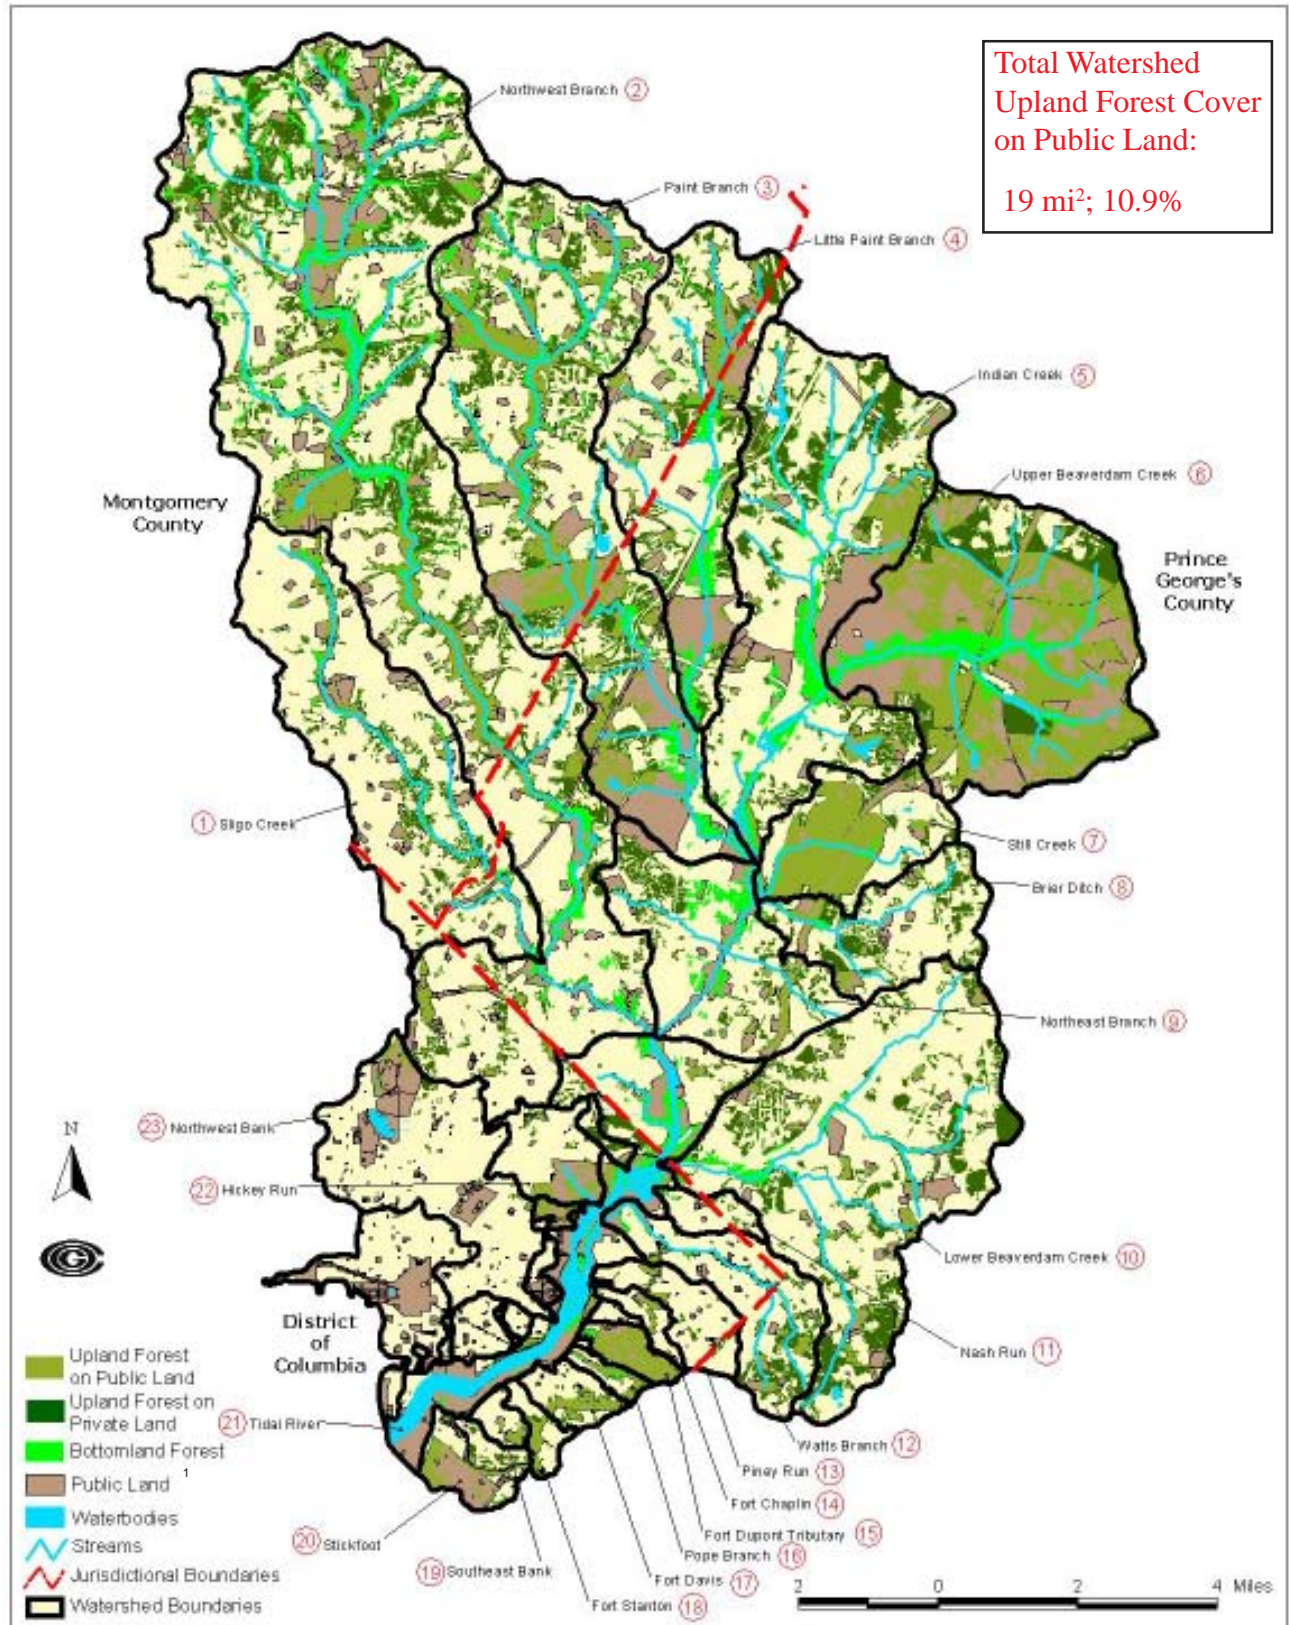 Total Watershed
Upland Forest Cover
on Public Land:
19 mi²; 10.9%
Northwest Branch 2
Paint Branch 3
Little Paint Branch 4
Indian Creek 5
Upper Beaverdam Creek 6
Montgomery
County
Prince
George's
County
1 Sligo Creek
Still Creek 7
Brier Ditch 8
Northeast Branch 9
23 Northwest Bank
N
22 Hickey Run
Lower Beaverdam Creek 10
District
of
Columbia
Nash Run 11
Upland Forest
on Public Land
Upland Forest on
Private Land
21 Tidal River
Bottomland Forest
Watts Branch 12
Public Land 1
Piney Run 13
Waterbodies
Fort Chaplin 14
Streams
20 Stickfoot
Fort Dupont Tributary 15
Pope Branch 16
Jurisdictional Boundaries
19 Southeast Bank
Fort Davis 17
Watershed Boundaries
Fort Stanton 18
2 0 2 4 Miles